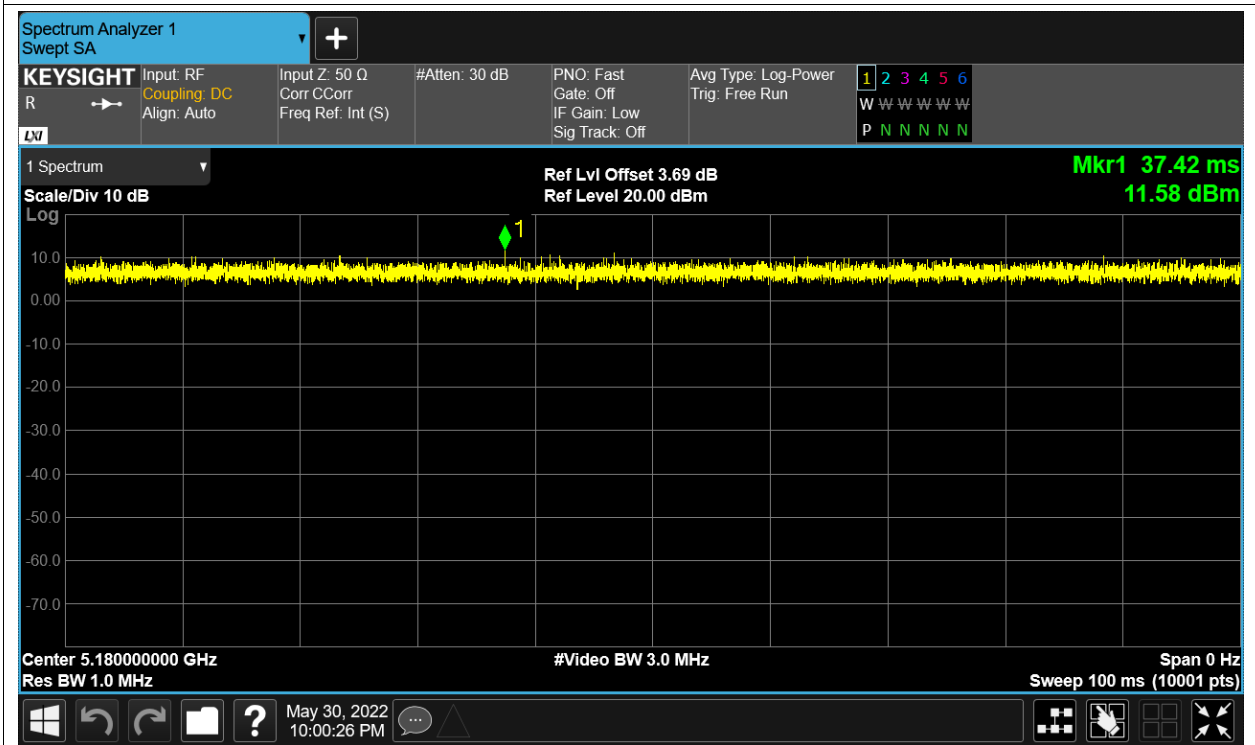 Spectrum Analyzer 1
Swept SA
+
KEYSIGHT
R
LXI
Input: RF
Coupling: DC
Align: Auto
Input Z: 50 Ω
Corr CCorr
Freq Ref: Int (S)
#Atten: 30 dB
PNO: Fast
Gate: Off
IF Gain: Low
Sig Track: Off
Avg Type: Log-Power
Trig: Free Run
1 2 3 4 5 6
W W W W W W
P N N N N N
1 Spectrum
Scale/Div 10 dB
Log
Ref Lvl Offset 3.69 dB
Ref Level 20.00 dBm
Mkr1 37.42 ms
11.58 dBm
1
10.0
0.00
-10.0
-20.0
-30.0
-40.0
-50.0
-60.0
-70.0
Center 5.180000000 GHz
Res BW 1.0 MHz
#Video BW 3.0 MHz
Span 0 Hz
Sweep 100 ms (10001 pts)
?
May 30, 2022
10:00:26 PM